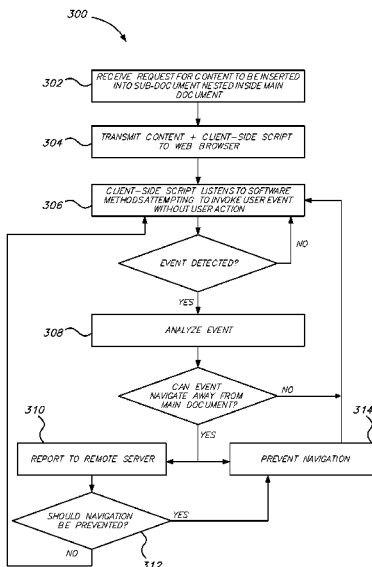 300
302
RECEIVE REQUEST FOR CONTENT TO BE INSERTED
INTO SUB-DOCUMENT NESTED INSIDE MAIN
DOCUMENT
304
TRANSMIT CONTENT + CLIENT-SIDE SCRIPT
TO WEB BROWSER
306
CLIENT-SIDE SCRIPT LISTENS TO SOFTWARE
METHODS ATTEMPTING TO INVOKE USER EVENT
WITHOUT USER ACTION
EVENT DETECTED?
NO
YES
308
ANALYZE EVENT
CAN EVENT
NAVIGATE AWAY FROM
MAIN DOCUMENT?
NO
YES
310
REPORT TO REMOTE SERVER
314
PREVENT NAVIGATION
SHOULD NAVIGATION
BE PREVENTED?
YES
NO
312